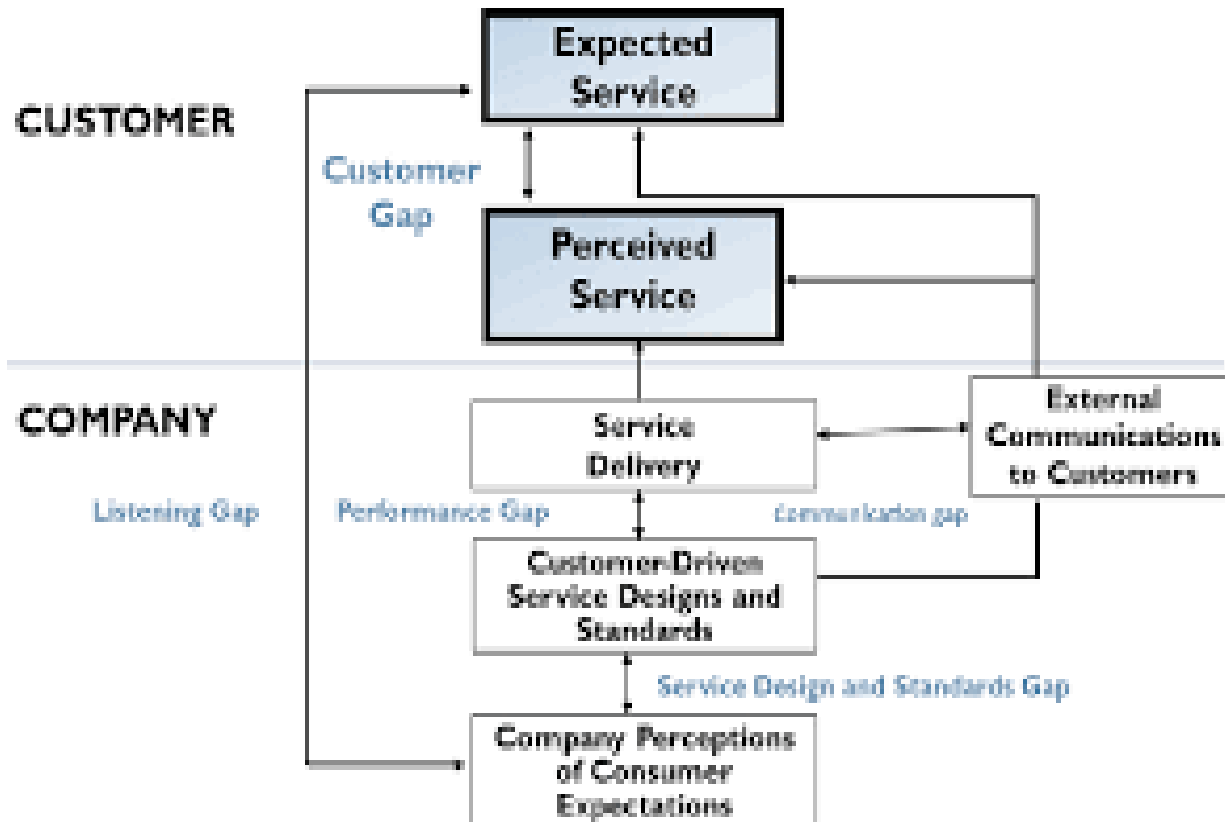 Expected
Service
CUSTOMER
Customer
Gap
Perceived
Service
COMPANY
Service
Delivery
External
Communications
to Customers
Listening Gap
Performance Gap
Communication gap
Customer-Driven
Service Designs and
Standards
Service Design and Standards Gap
Company Perceptions
of Consumer
Expectations